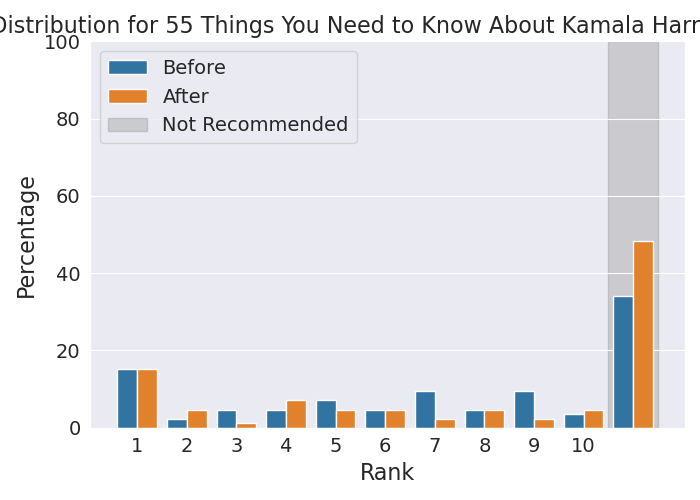 Distribution for 55 Things You Need to Know About Kamala Harr
100
80
60
40
20
0
Percentage
Before
After
Not Recommended
1 2 3 4 5 6 7 8 9 10
Rank